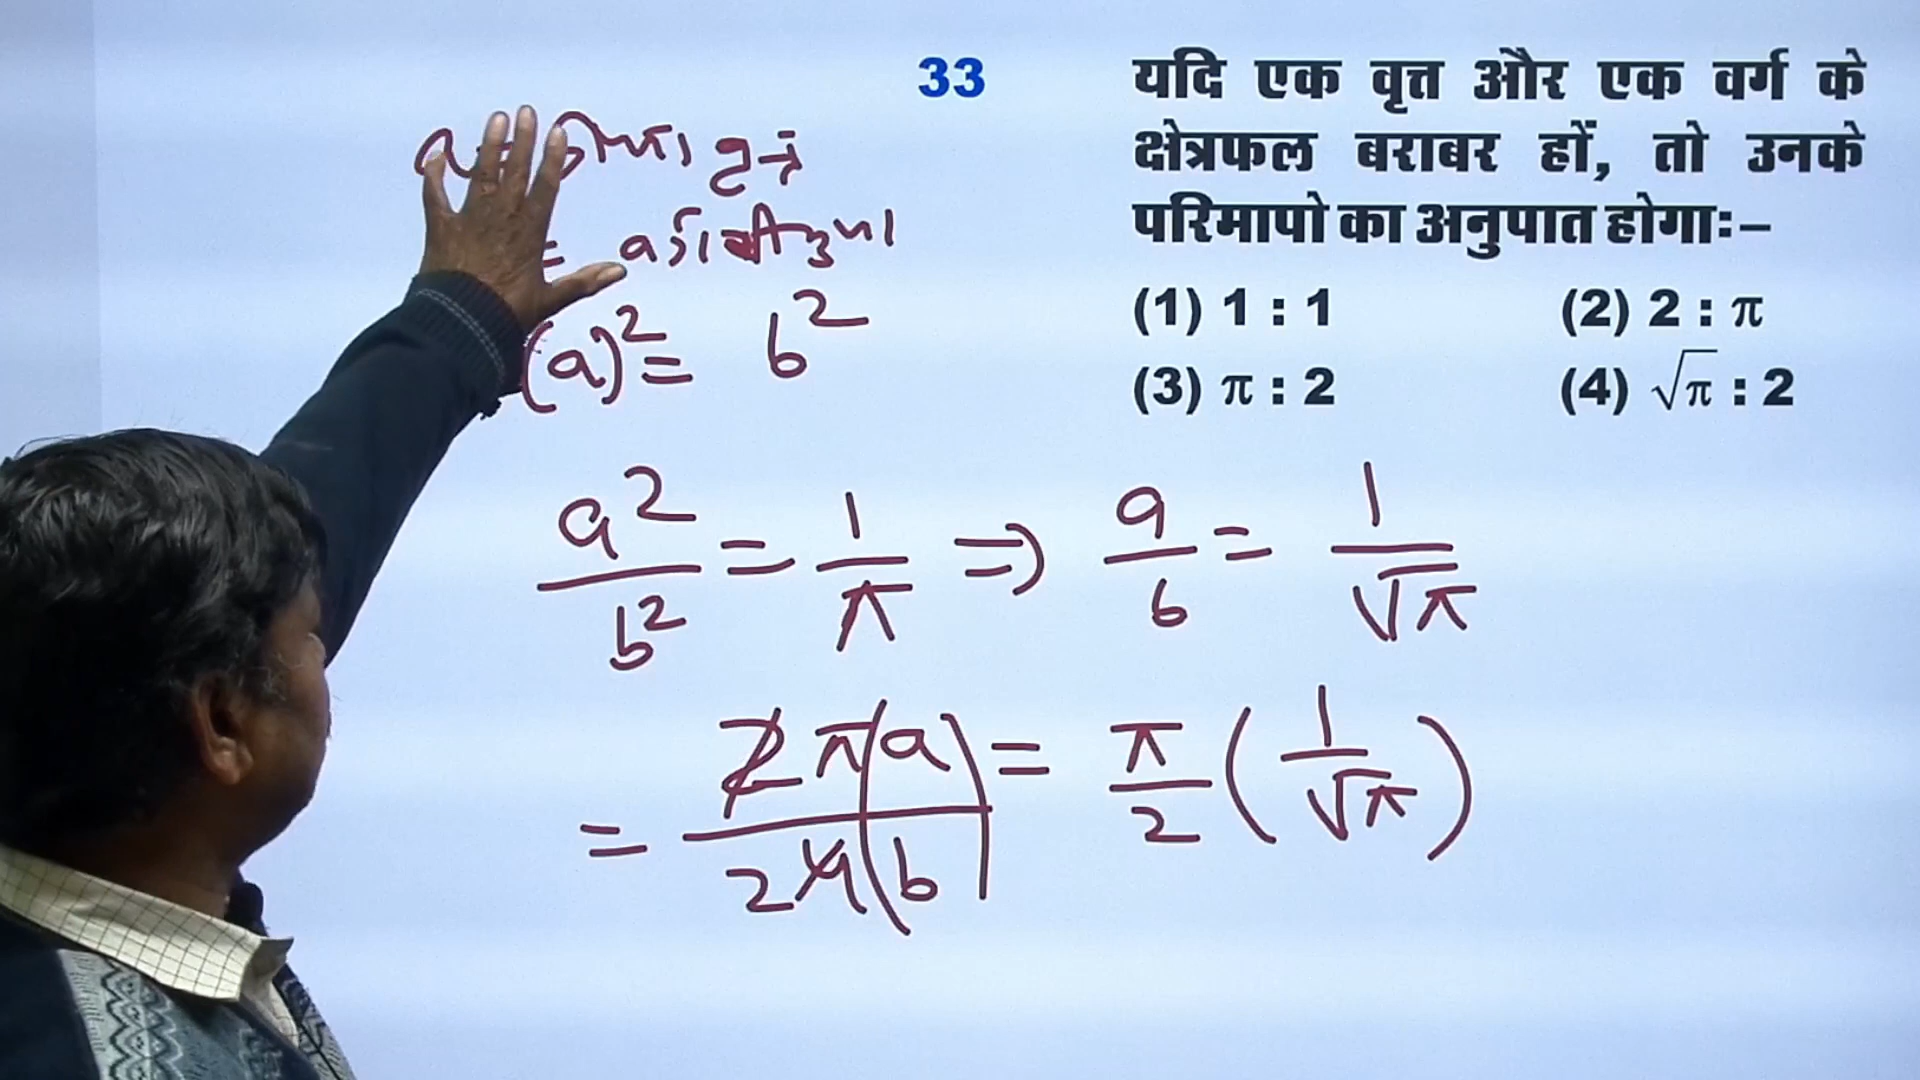 33
यदि एक वृत्त और एक वर्ग के
क्षेत्रफल बराबर हों, तो उनके
परिमापो का अनुपात होगाः–
(1) 1 : 1 (2) 2 : π
(3) π : 2 (4) √π : 2
(a)² = b²
a²/b² = 1/π ⇒ a/b = 1/√π
= 2π(a)/24(b) = π/2 (1/√π)